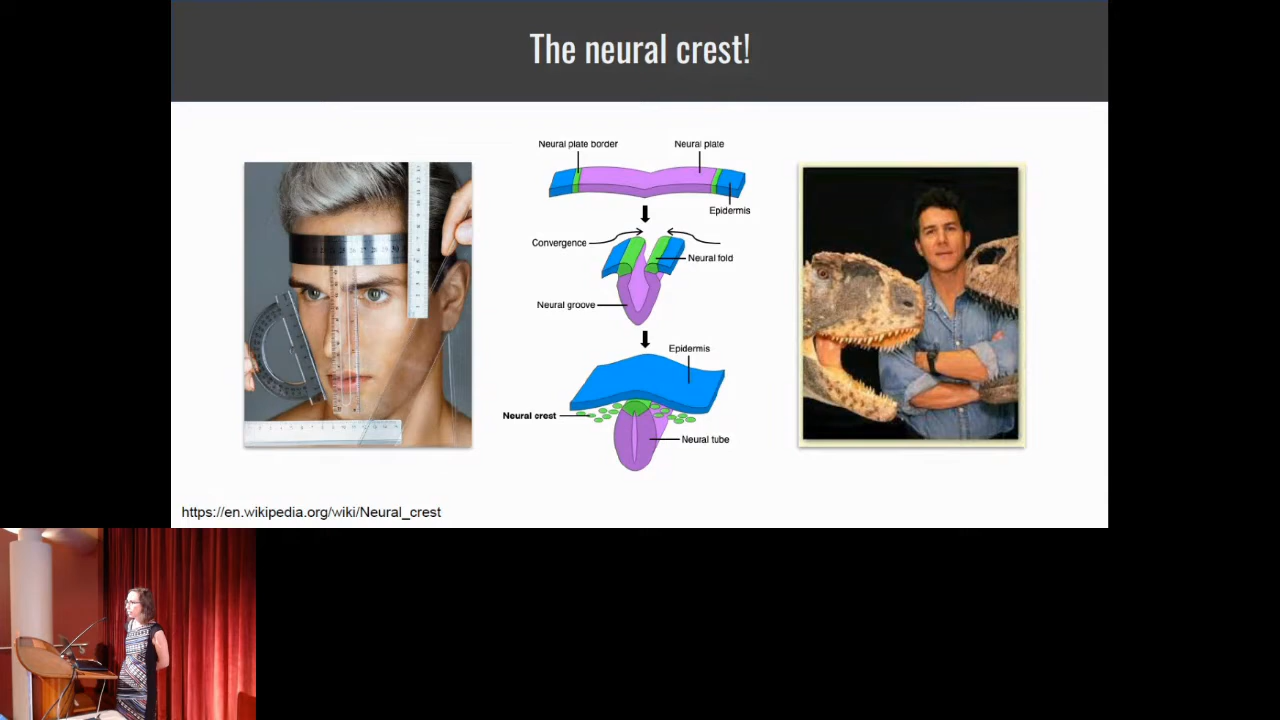 The neural crest!
Neural plate border
Neural plate
Epidermis
Convergence
Neural fold
Neural groove
Epidermis
Neural crest
Neural tube
https://en.wikipedia.org/wiki/Neural_crest